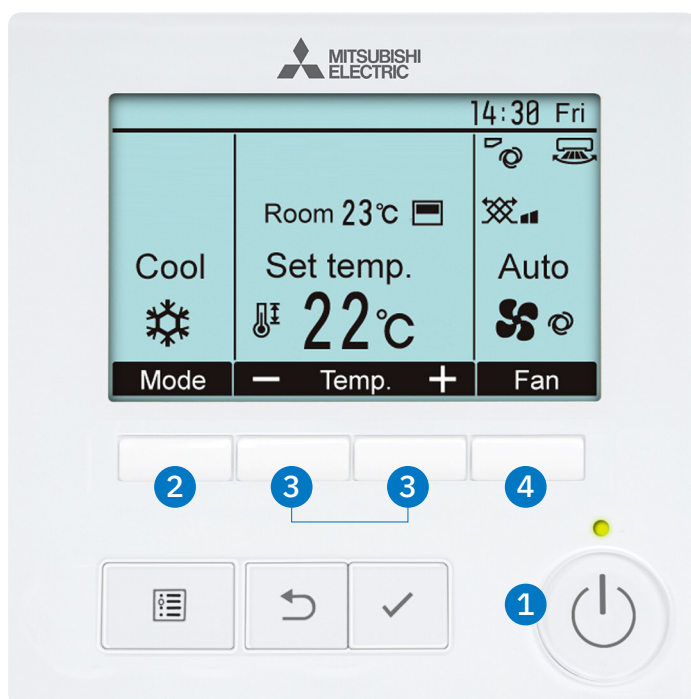 MITSUBISHI
ELECTRIC
14:30 Fri
Room 23℃
Cool
Set temp.
Auto
22℃
Mode
— Temp. +
Fan
2
3
3
4
1